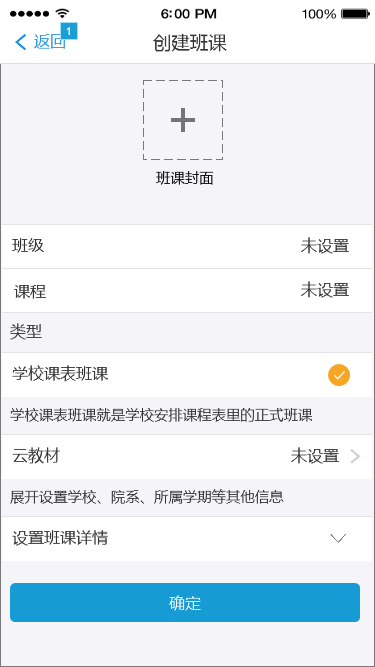 6:00 PM
100%
返回
1
创建班课
班课封面
班级
未设置
课程
未设置
类型
学校课表班课
学校课表班课就是学校安排课程表里的正式班课
云教材
未设置
展开设置学校、院系、所属学期等其他信息
设置班课详情
确定